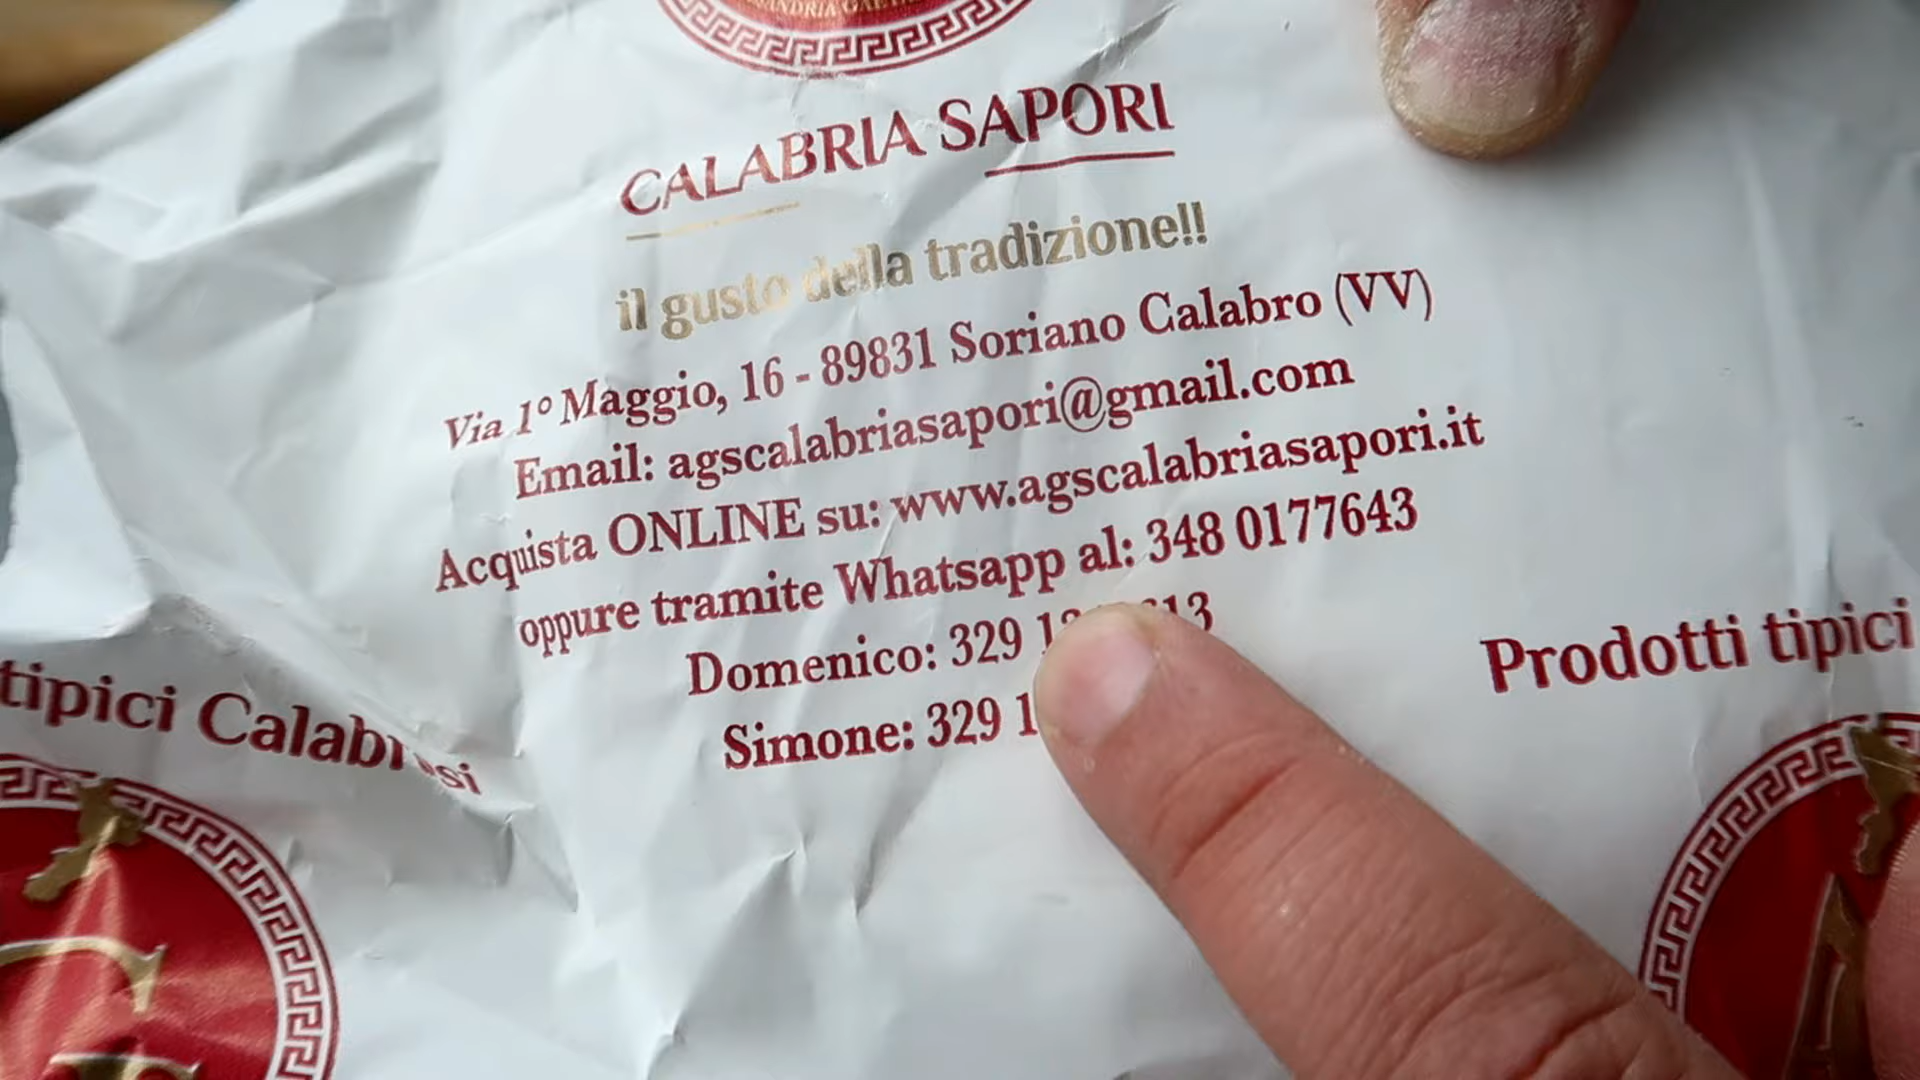 CALABRIA SAPORI
il gusto della tradizione!!
Via 1° Maggio, 16 - 89831 Soriano Calabro (VV)
Email: agscalabriasapori@gmail.com
Acquista ONLINE su: www.agscalabriasapori.it
oppure tramite Whatsapp al: 348 0177643
Domenico: 329
Simone: 329
tipici
Prodotti tipici